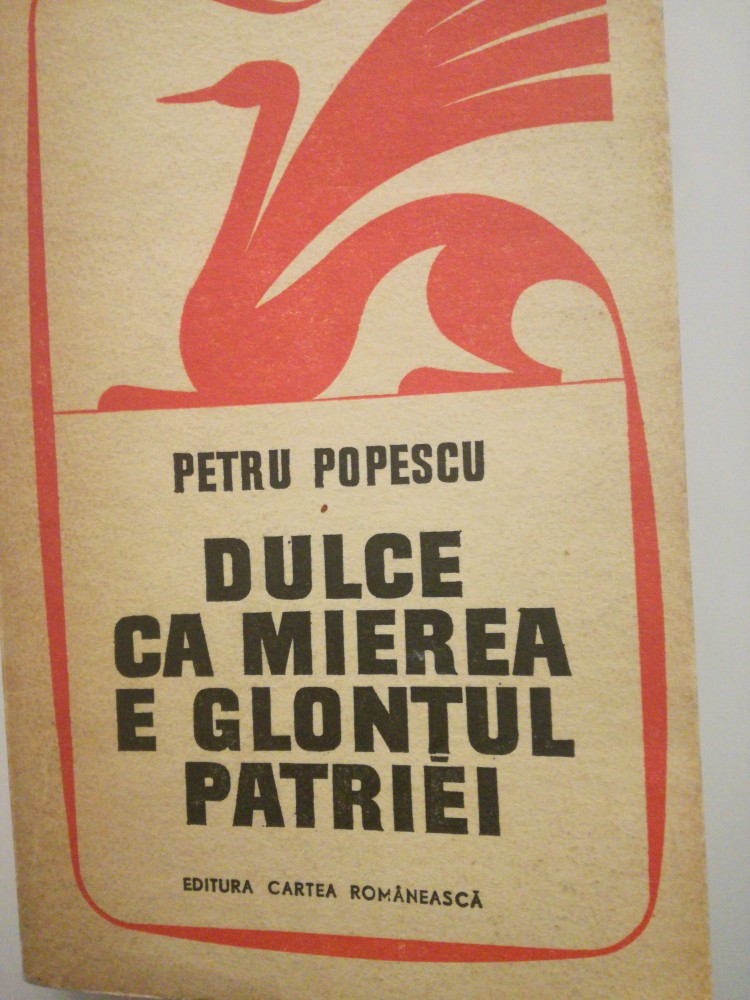 PETRU POPESCU
DULCE
CA MIEREA
E GLONȚUL
PATRIEI
EDITURA CARTEA ROMÂNEASCĂ